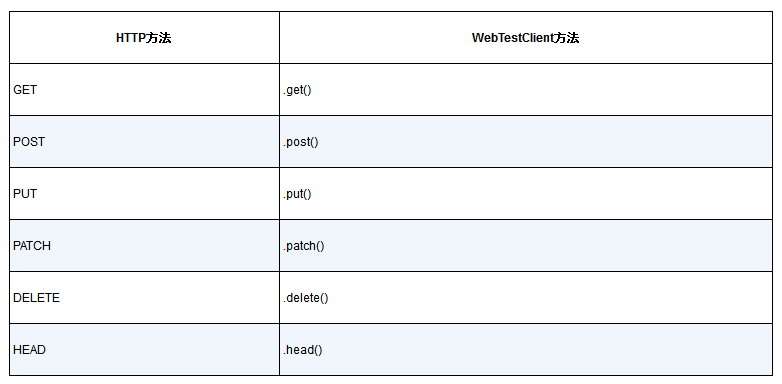 HTTP方法 WebTestClient方法
GET .get()
POST .post()
PUT .put()
PATCH .patch()
DELETE .delete()
HEAD .head()